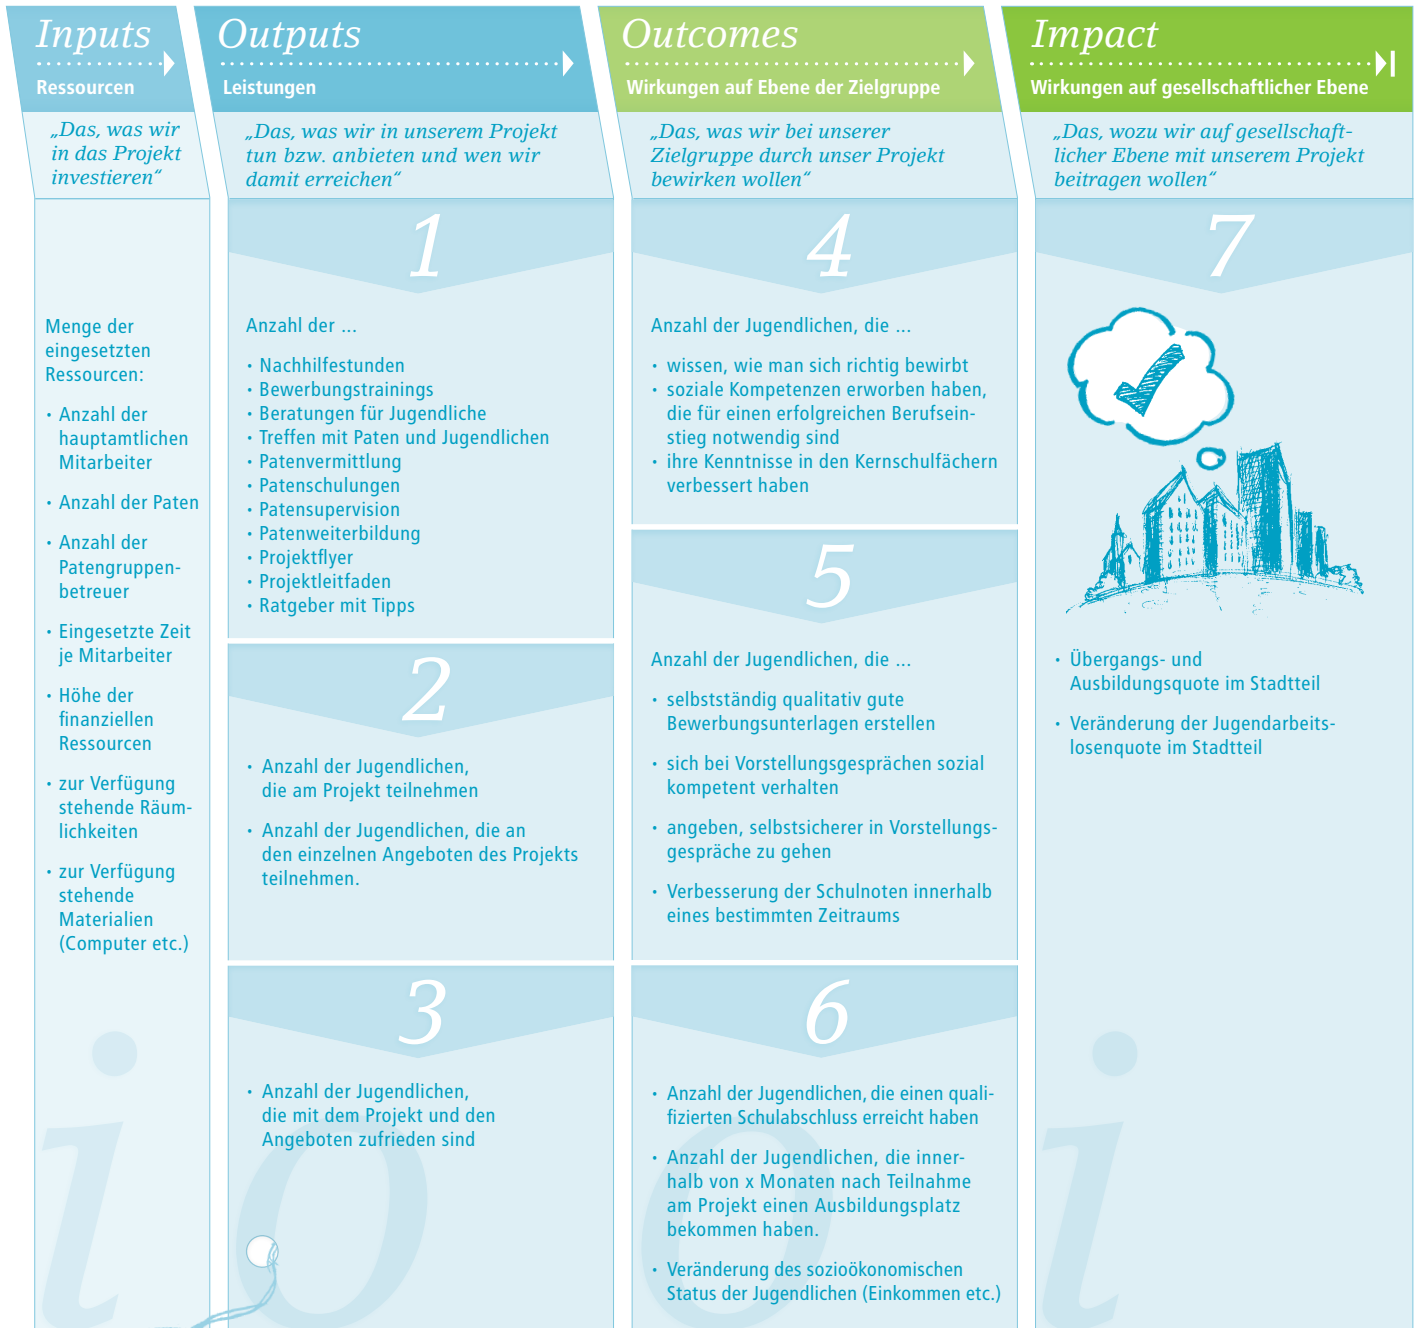 Inputs
Ressourcen
„Das, was wir
in das Projekt
investieren“
Menge der
eingesetzten
Ressourcen:
· Anzahl der
hauptamtlichen
Mitarbeiter
· Anzahl der Paten
· Anzahl der
Patengruppen-
betreuer
· Eingesetzte Zeit
je Mitarbeiter
· Höhe der
finanziellen
Ressourcen
· zur Verfügung
stehende Räum-
lichkeiten
· zur Verfügung
stehende
Materialien
(Computer etc.)
i
Outputs
Leistungen
„Das, was wir in unserem Projekt
tun bzw. anbieten und wen wir
damit erreichen“
1
Anzahl der ...
· Nachhilfestunden
· Bewerbungstrainings
· Beratungen für Jugendliche
· Treffen mit Paten und Jugendlichen
· Patenvermittlung
· Patenschulungen
· Patensupervision
· Patenweiterbildung
· Projektflyer
· Projektleitfaden
· Ratgeber mit Tipps
2
· Anzahl der Jugendlichen,
die am Projekt teilnehmen
· Anzahl der Jugendlichen, die an
den einzelnen Angeboten des Projekts
teilnehmen.
3
· Anzahl der Jugendlichen,
die mit dem Projekt und den
Angeboten zufrieden sind
o
Outcomes
Wirkungen auf Ebene der Zielgruppe
„Das, was wir bei unserer
Zielgruppe durch unser Projekt
bewirken wollen“
4
Anzahl der Jugendlichen, die ...
· wissen, wie man sich richtig bewirbt
· soziale Kompetenzen erworben haben,
die für einen erfolgreichen Berufsein-
stieg notwendig sind
· ihre Kenntnisse in den Kernschulfächern
verbessert haben
5
Anzahl der Jugendlichen, die ...
· selbstständig qualitativ gute
Bewerbungsunterlagen erstellen
· sich bei Vorstellungsgesprächen sozial
kompetent verhalten
· angeben, selbstsicherer in Vorstellungs-
gespräche zu gehen
· Verbesserung der Schulnoten innerhalb
eines bestimmten Zeitraums
6
· Anzahl der Jugendlichen, die einen quali-
fizierten Schulabschluss erreicht haben
· Anzahl der Jugendlichen, die inner-
halb von x Monaten nach Teilnahme
am Projekt einen Ausbildungsplatz
bekommen haben.
· Veränderung des sozioökonomischen
Status der Jugendlichen (Einkommen etc.)
o
Impact
Wirkungen auf gesellschaftlicher Ebene
„Das, wozu wir auf gesellschaft-
licher Ebene mit unserem Projekt
beitragen wollen“
7
· Übergangs- und
Ausbildungsquote im Stadtteil
· Veränderung der Jugendarbeits-
losenquote im Stadtteil
i